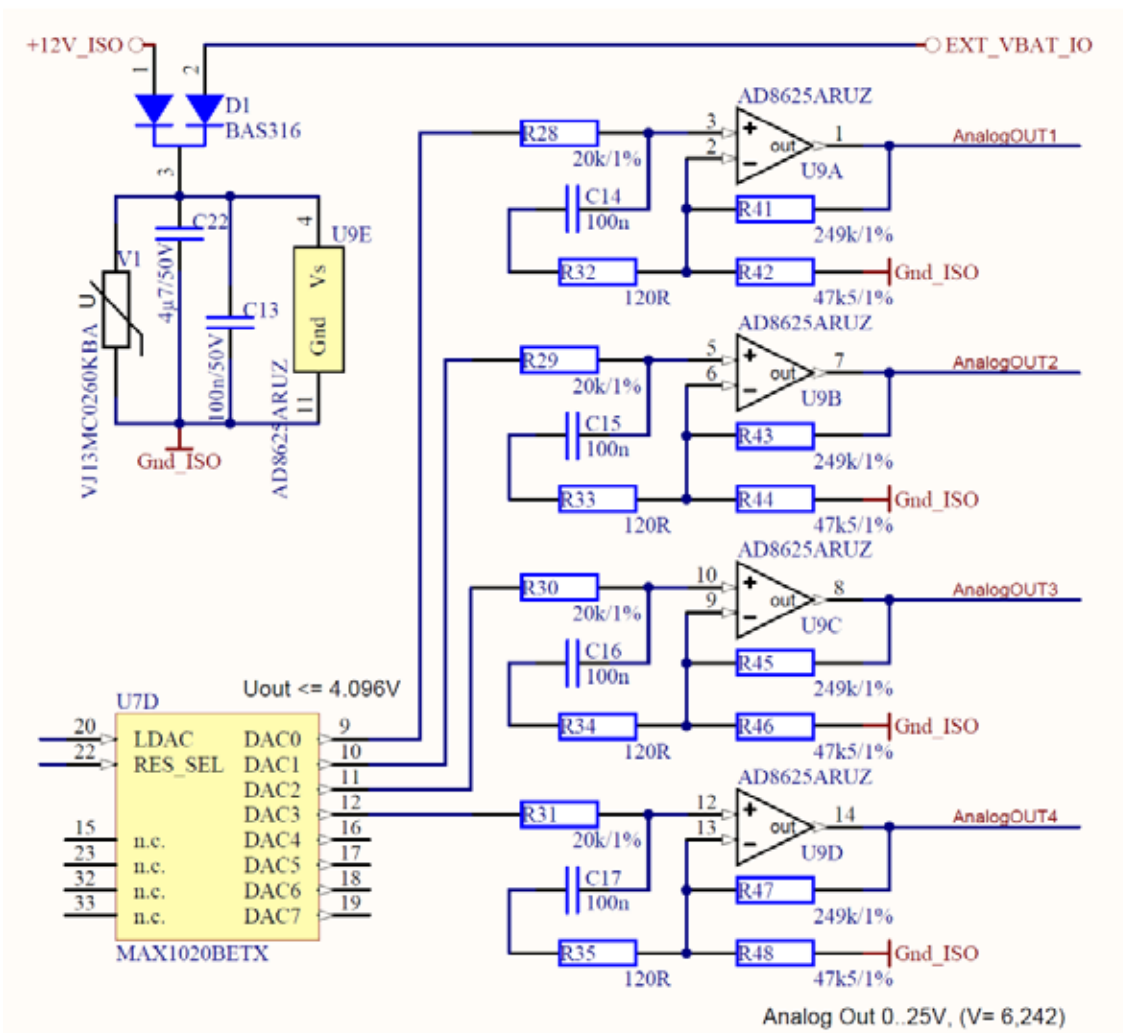 +12V_ISO
EXT_VBAT_IO
1
2
D1
BAS316
3
C22
4µ7/50V
V1
U
VJ13MC0260KBA
C13
100n/50V
4
U9E
Vs
Gnd
11
AD8625ARUZ
Gnd_ISO
AD8625ARUZ
R28
20k/1%
3
2
+
-
out
1
U9A
AnalogOUT1
C14
100n
R41
249k/1%
R32
120R
R42
47k5/1%
Gnd_ISO
AD8625ARUZ
R29
20k/1%
5
6
+
-
out
7
U9B
AnalogOUT2
C15
100n
R43
249k/1%
R33
120R
R44
47k5/1%
Gnd_ISO
AD8625ARUZ
R30
20k/1%
10
9
+
-
out
8
U9C
AnalogOUT3
C16
100n
R45
249k/1%
R34
120R
R46
47k5/1%
Gnd_ISO
AD8625ARUZ
R31
20k/1%
12
13
+
-
out
14
U9D
AnalogOUT4
C17
100n
R47
249k/1%
R35
120R
R48
47k5/1%
Gnd_ISO
Uout <= 4.096V
U7D
20 LDAC DAC0 9
22 RES_SEL DAC1 10
DAC2 11
DAC3 12
15 n.c. DAC4 16
23 n.c. DAC5 17
32 n.c. DAC6 18
33 n.c. DAC7 19
MAX1020BETX
Analog Out 0..25V, (V= 6,242)